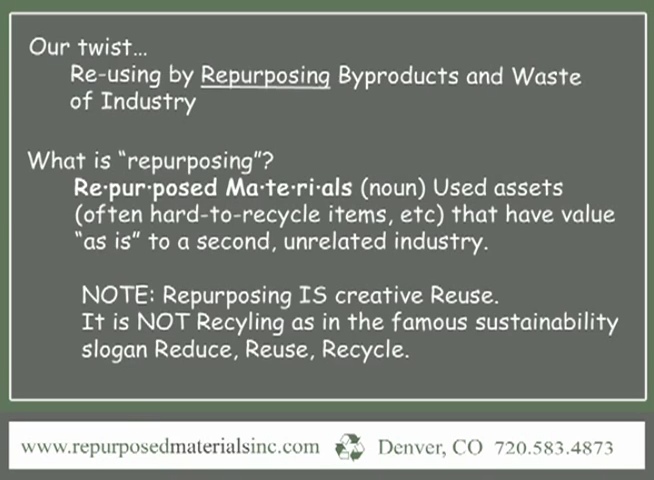 Our twist…
Re-using by Repurposing Byproducts and Waste
of Industry
What is “repurposing”?
Re·pur·posed Ma·te·ri·als (noun) Used assets
(often hard-to-recycle items, etc) that have value
“as is” to a second, unrelated industry.
NOTE: Repurposing IS creative Reuse.
It is NOT Recyling as in the famous sustainability
slogan Reduce, Reuse, Recycle.
www.repurposedmaterialsinc.com Denver, CO 720.583.4873